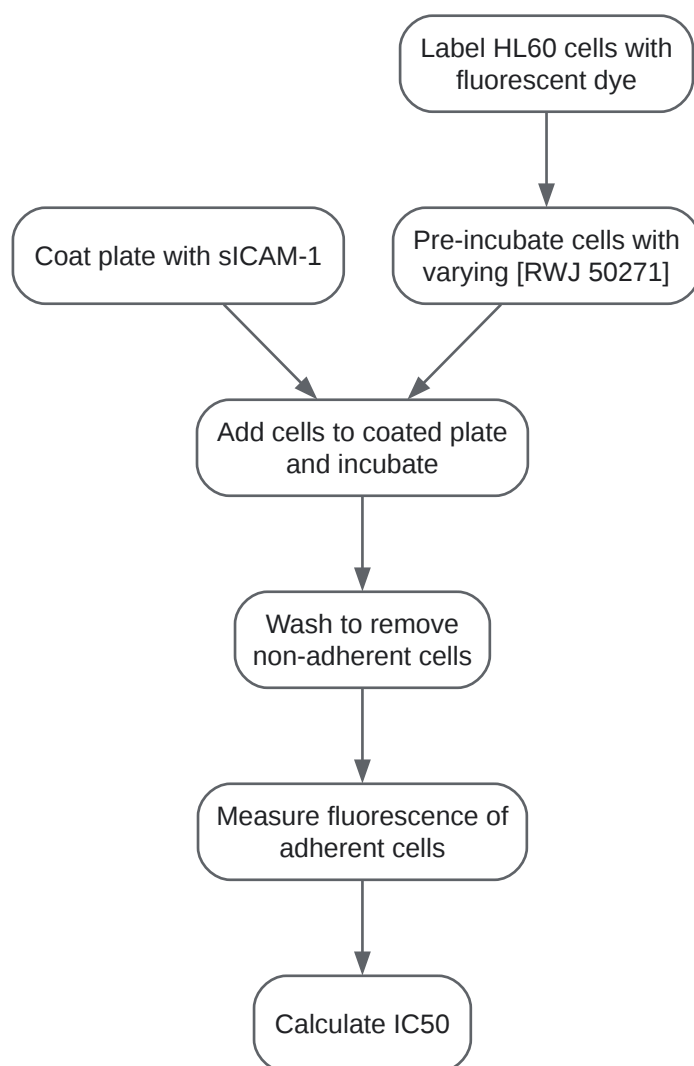 Label HL60 cells with
fluorescent dye
Coat plate with sICAM-1
Pre-incubate cells with
varying [RWJ 50271]
Add cells to coated plate
and incubate
Wash to remove
non-adherent cells
Measure fluorescence of
adherent cells
Calculate IC50